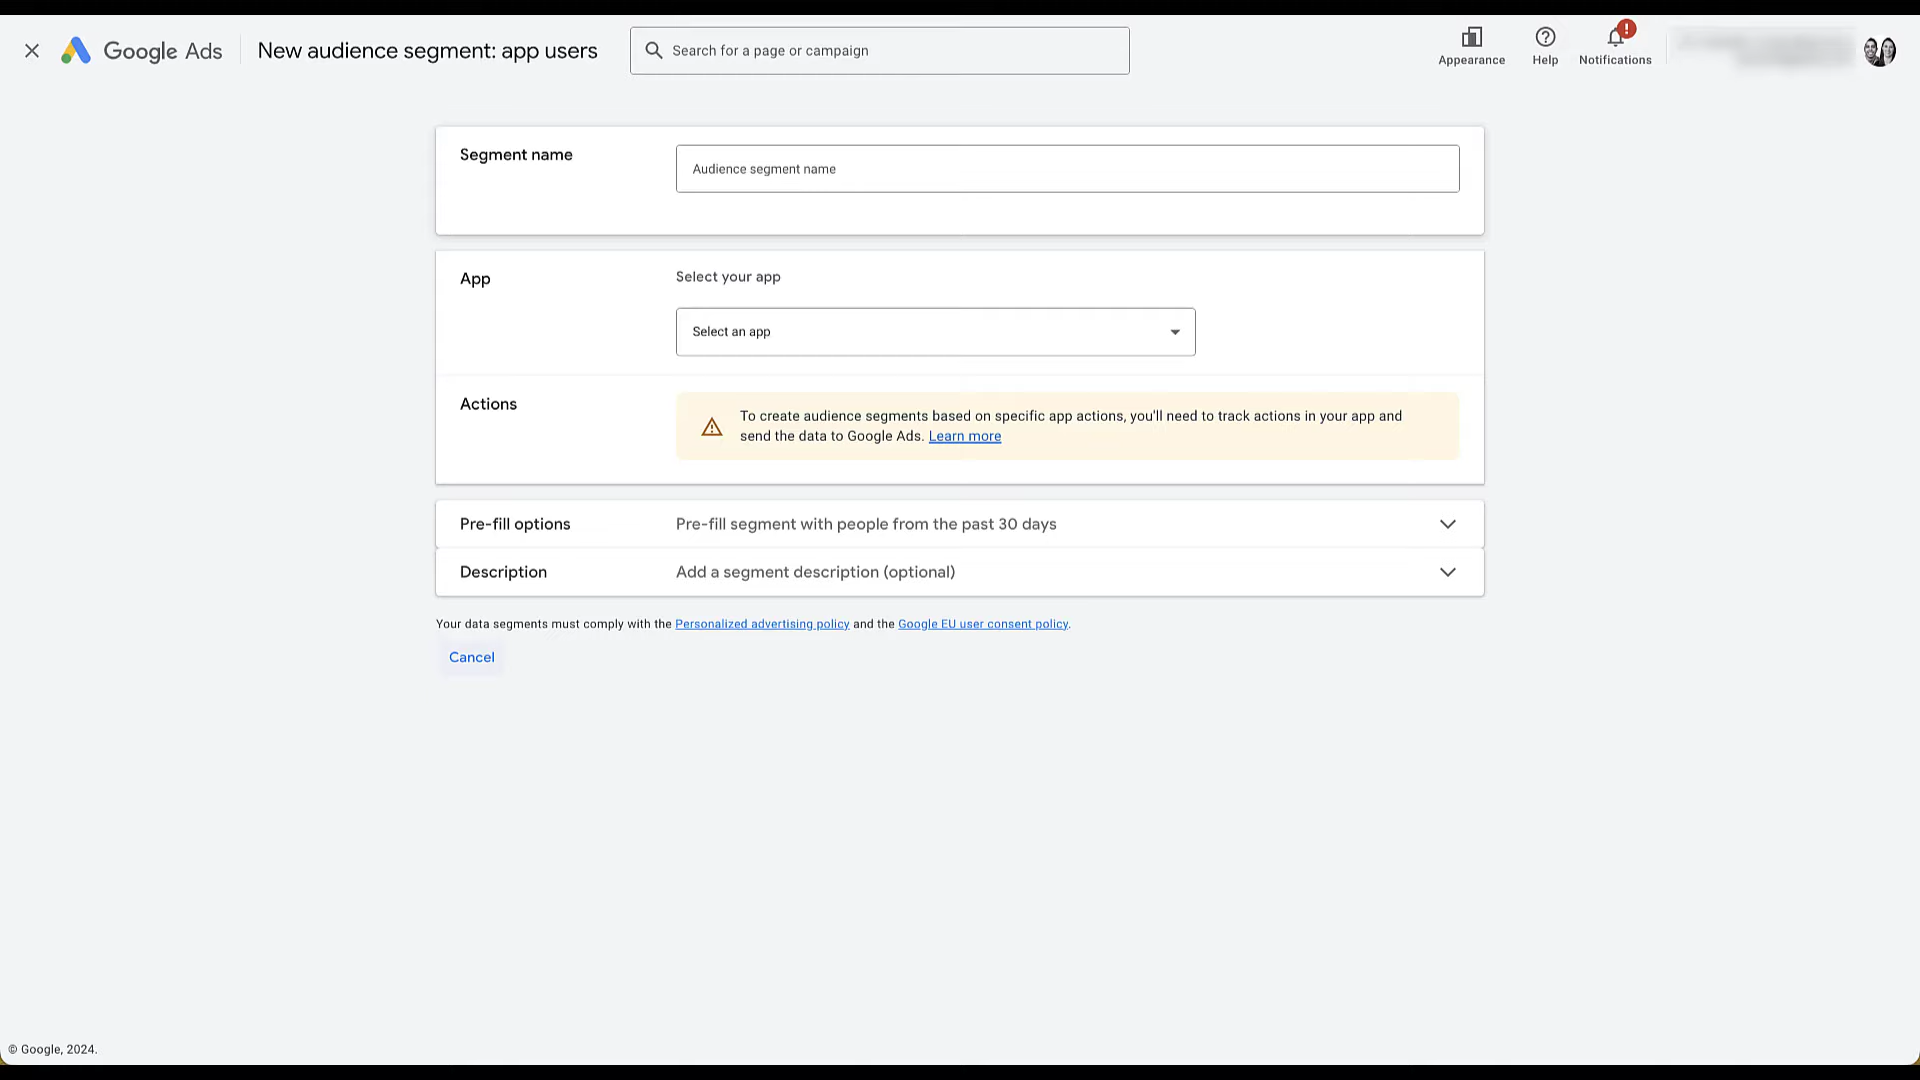 Google Ads
New audience segment: app users
Search for a page or campaign
Appearance
Help
Notifications
Segment name
Audience segment name
App
Select your app
Select an app
Actions
To create audience segments based on specific app actions, you'll need to track actions in your app and
send the data to Google Ads. Learn more
Pre-fill options
Pre-fill segment with people from the past 30 days
Description
Add a segment description (optional)
Your data segments must comply with the Personalized advertising policy and the Google EU user consent policy.
Cancel
© Google, 2024.